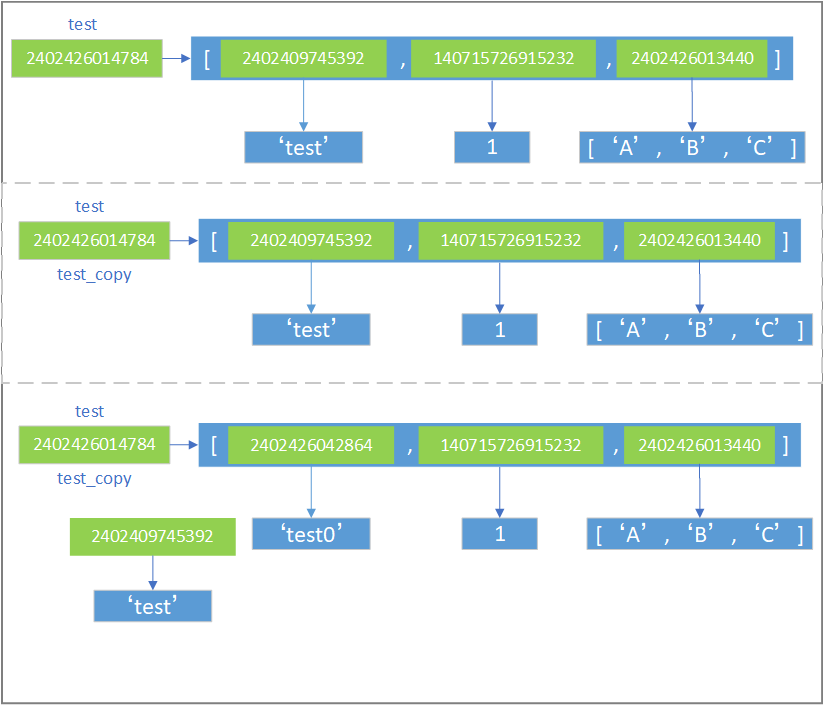 test
2402426014784 [ 2402409745392 , 140715726915232 , 2402426013440 ]
‘test’ 1 [ ‘A’ , ‘B’ , ‘C’ ]
test
2402426014784 [ 2402409745392 , 140715726915232 , 2402426013440 ]
test_copy
‘test’ 1 [ ‘A’ , ‘B’ , ‘C’ ]
test
2402426014784 [ 2402426042864 , 140715726915232 , 2402426013440 ]
test_copy
2402409745392 ‘test0’ 1 [ ‘A’ , ‘B’ , ‘C’ ]
‘test’